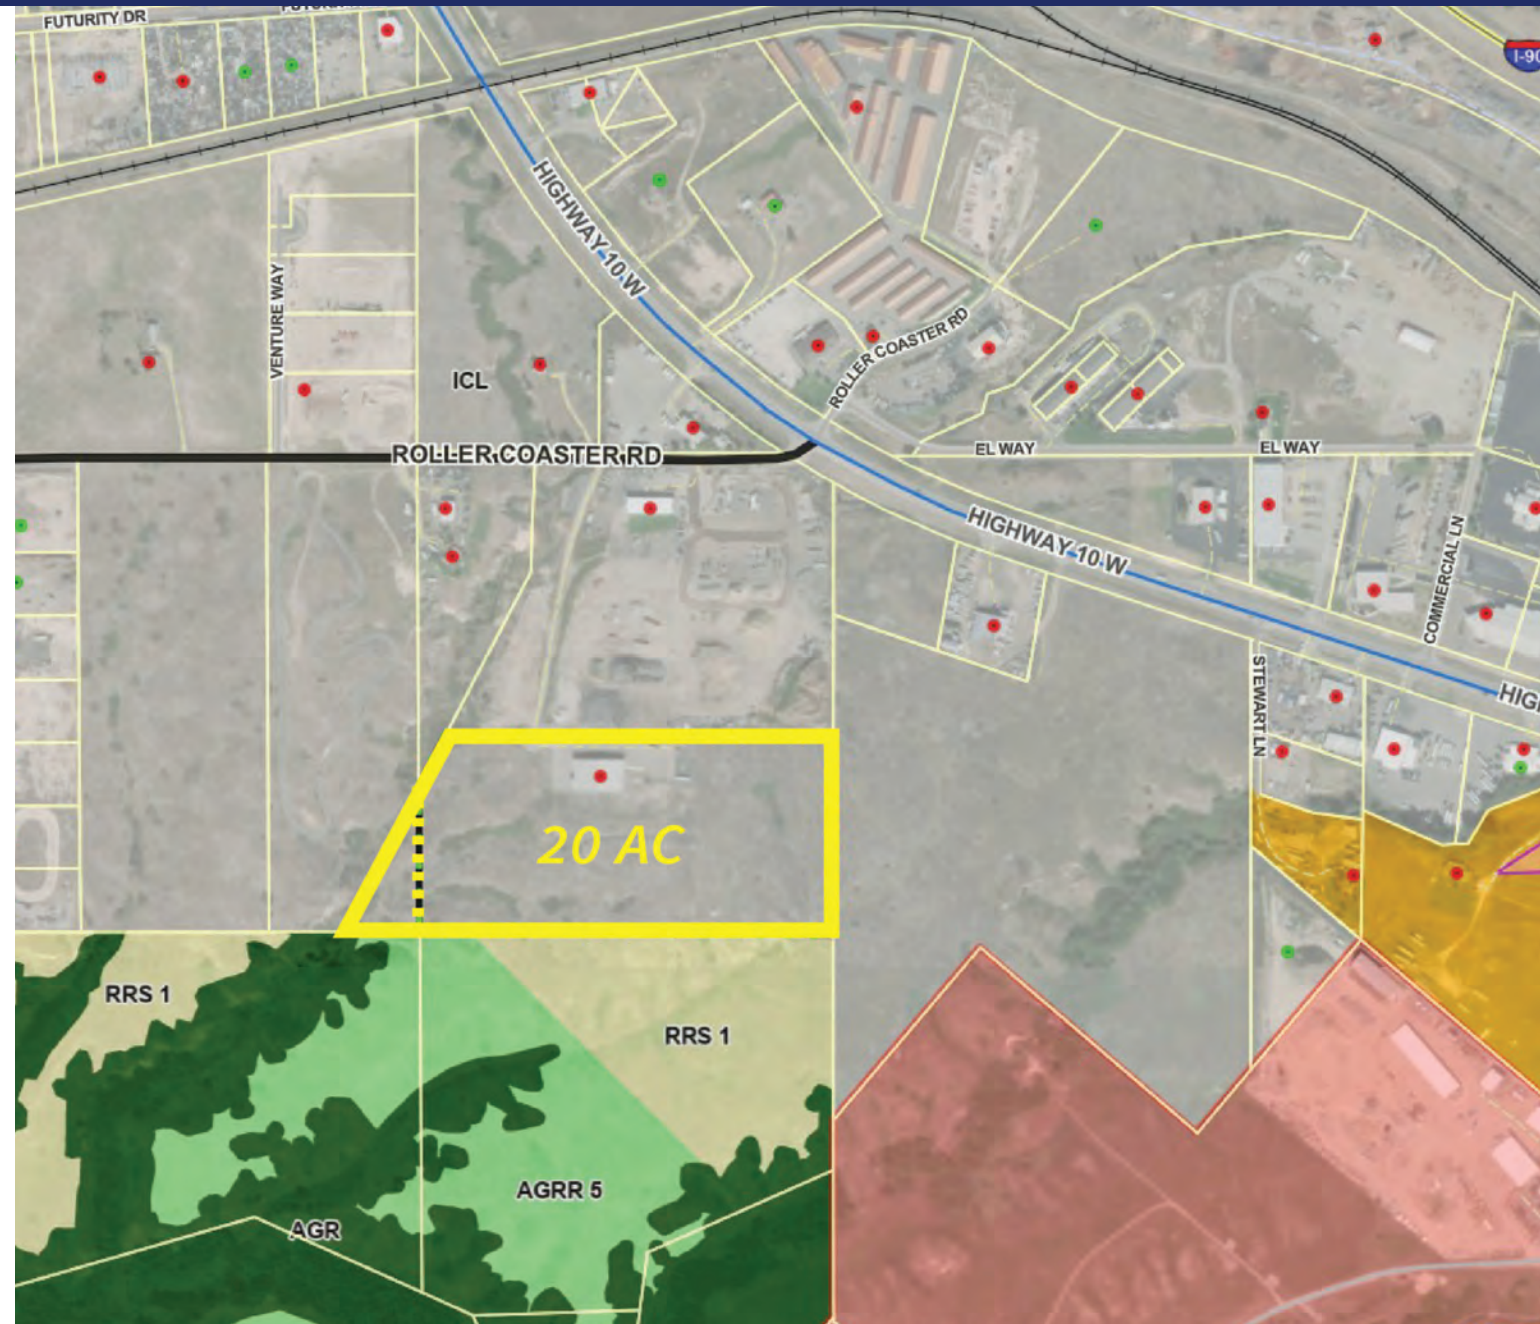 FUTURITY DR
I-90
HIGHWAY 10 W
VENTURE WAY
ROLLER COASTER RD
ICL
ROLLER COASTER RD
EL WAY
EL WAY
HIGHWAY 10 W
COMMERCIAL LN
STEWART LN
HIG
20 AC
RRS 1
RRS 1
AGRR 5
AGR